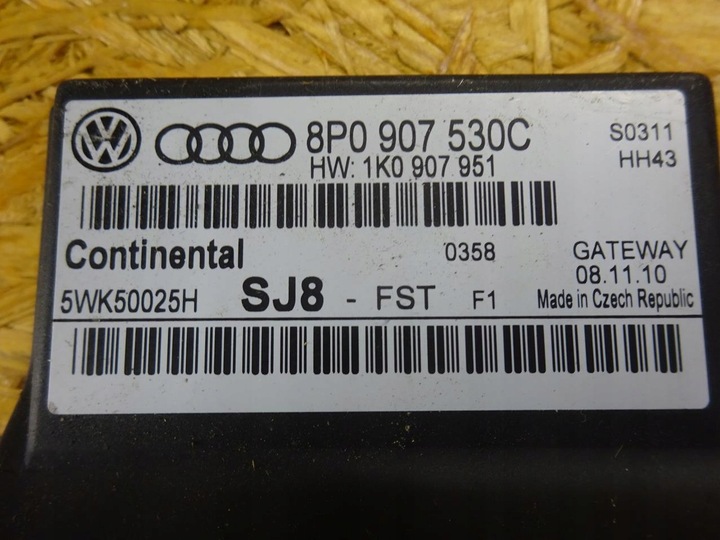 8P0 907 530C S0311
HW: 1K0 907 951 HH43
Continental 0358 GATEWAY
08.11.10
5WK50025H SJ8 - FST F1 Made in Czech Republic